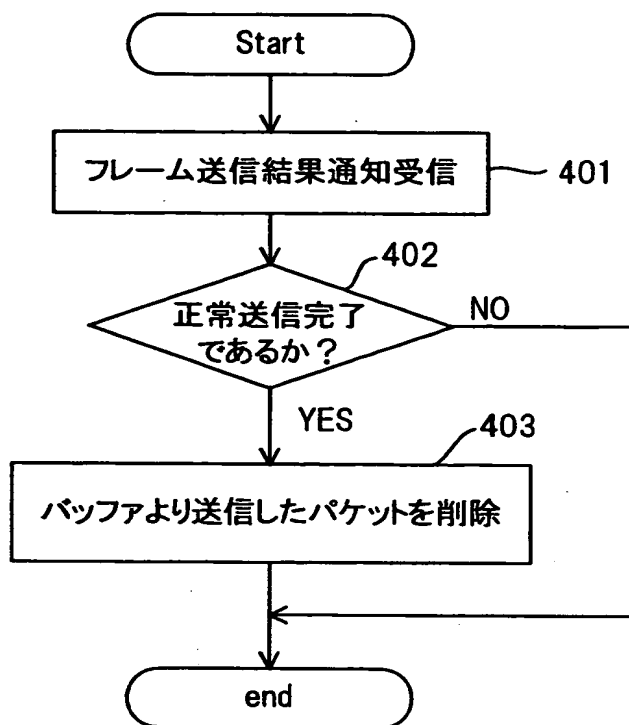 Start
フレーム送信結果通知受信
401
402
正常送信完了
であるか？
NO
YES
403
バッファより送信したパケットを削除
end